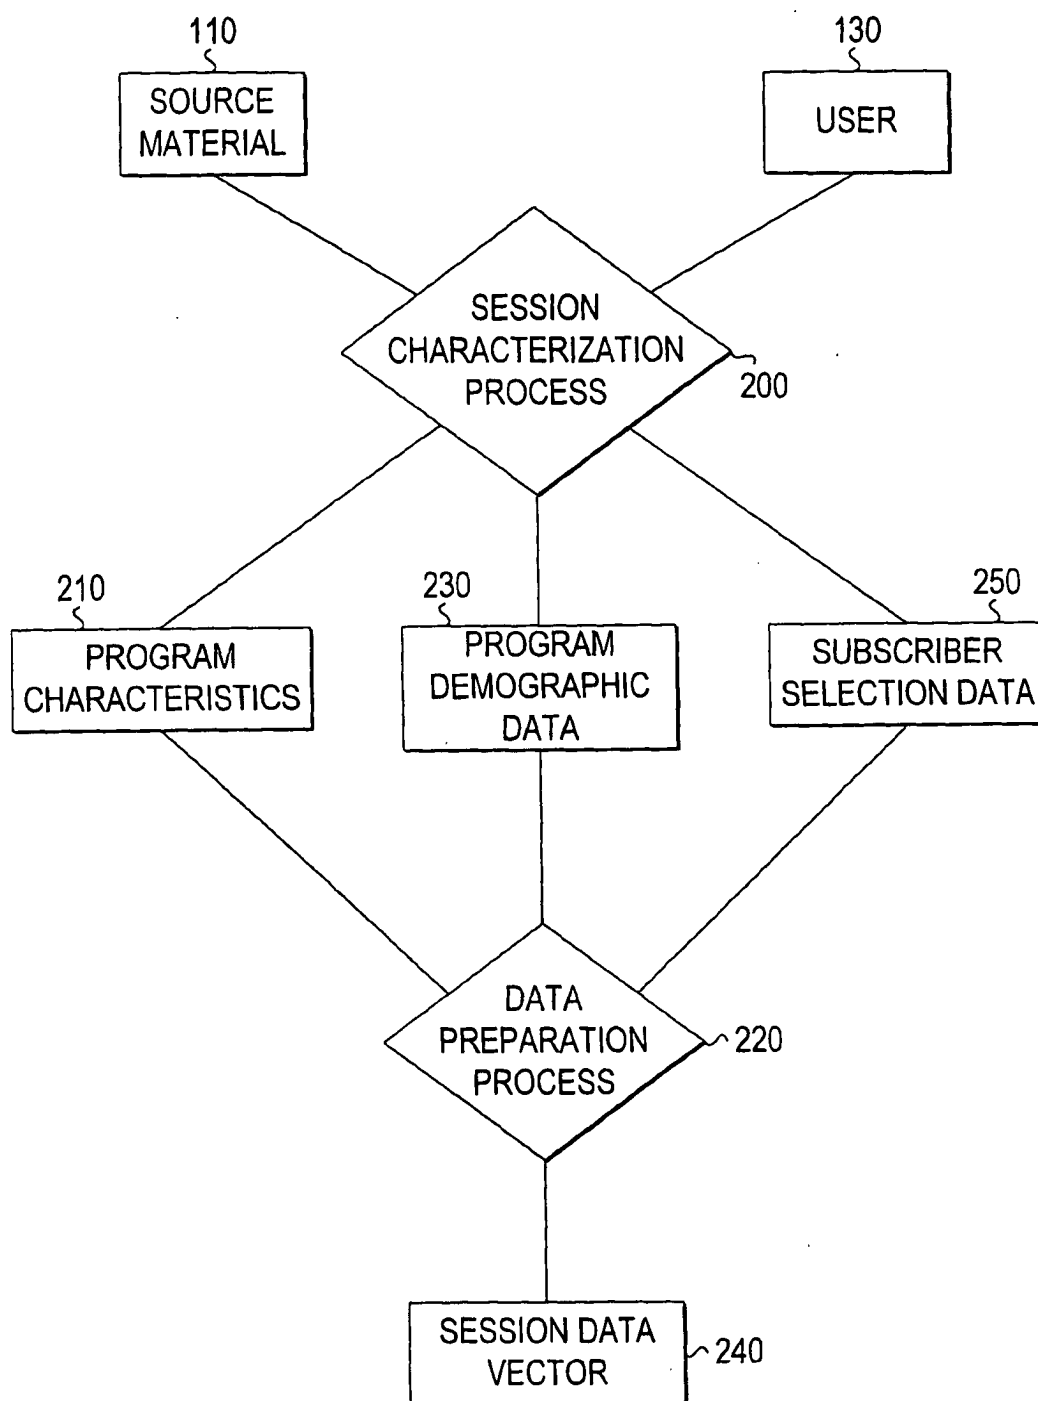 110
130
SOURCE
MATERIAL
USER
SESSION
CHARACTERIZATION
PROCESS
200
210
230
250
PROGRAM
CHARACTERISTICS
PROGRAM
DEMOGRAPHIC
DATA
SUBSCRIBER
SELECTION DATA
DATA
PREPARATION
PROCESS
220
SESSION DATA
VECTOR
240